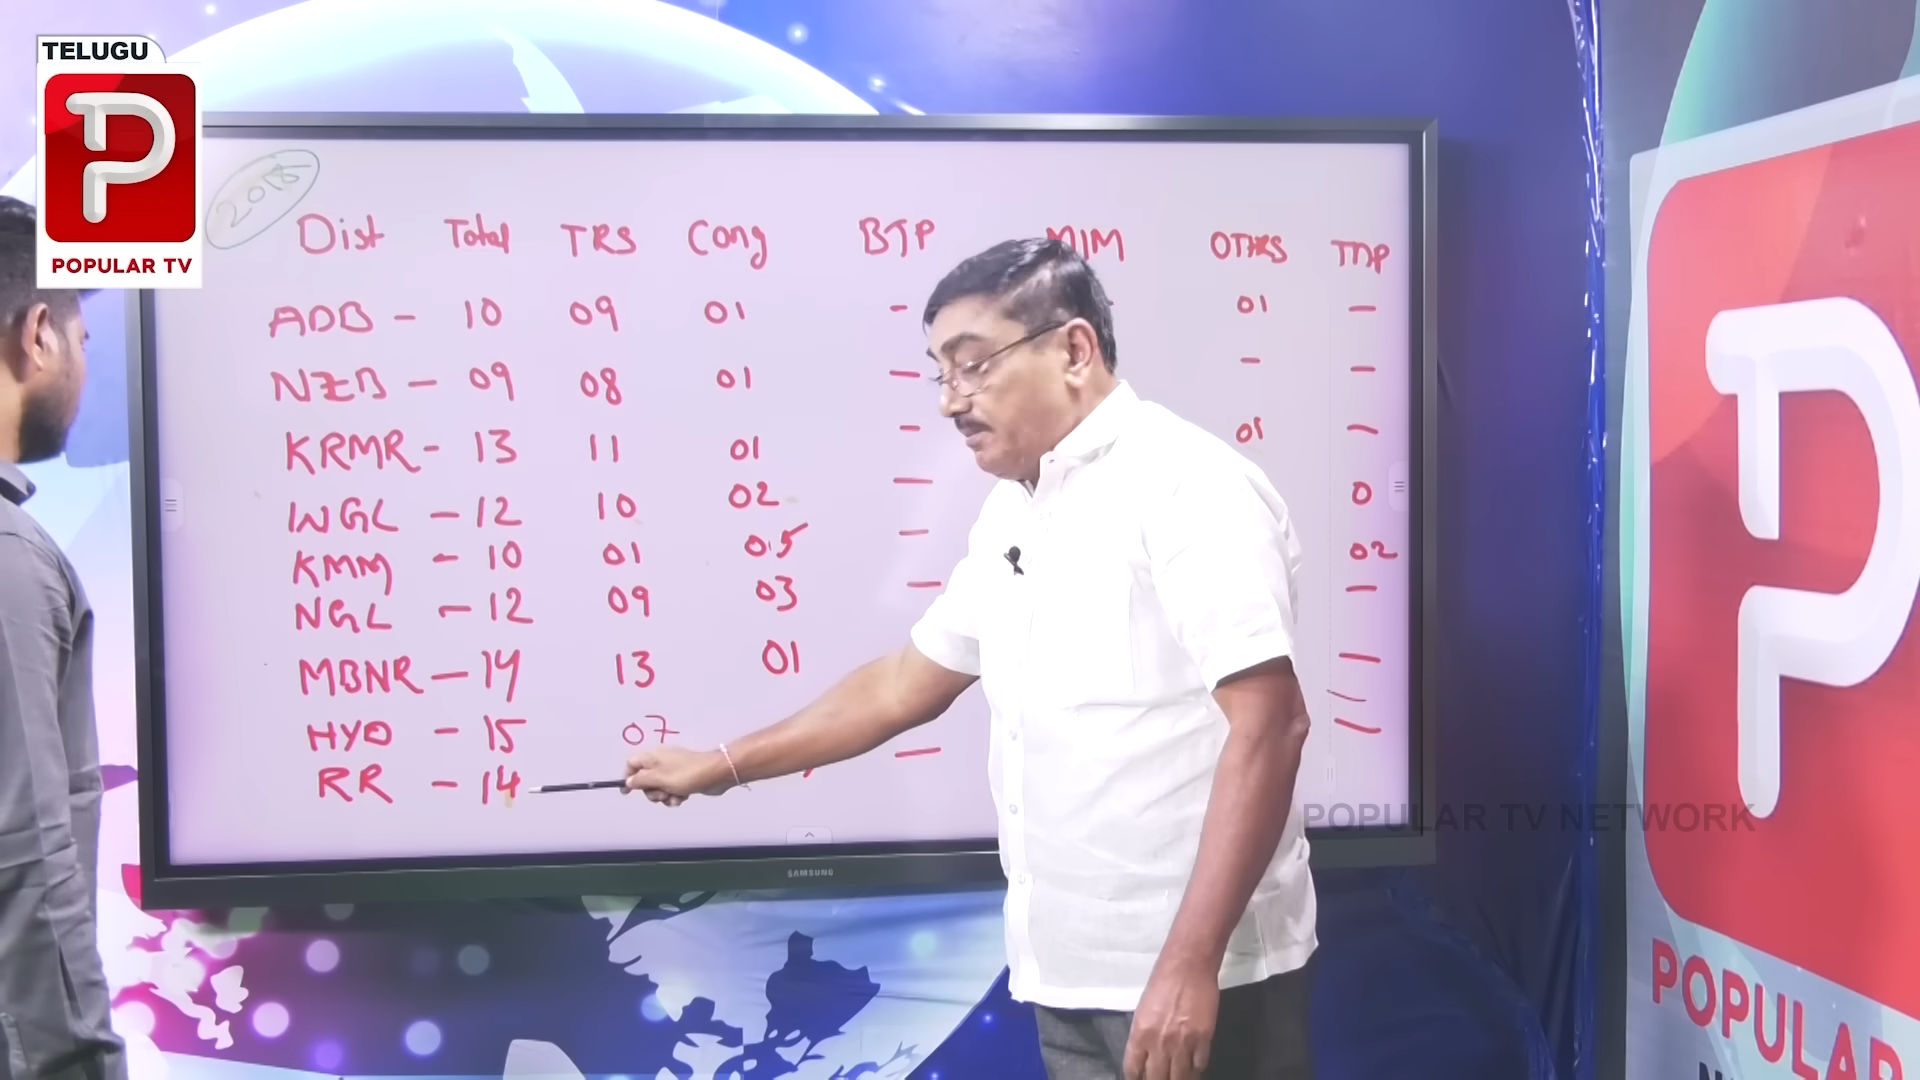 TELUGU
POPULAR TV
2018
Dist Total TRS Cong BJP MIM OTHRS TDP
ADB - 10 09 01 - 01 -
NZB - 09 08 01 - - -
KRMR - 13 11 01 - 01 -
WGL - 12 10 02 - 0
KMM - 10 01 05 - 02
NGL - 12 09 03 - -
MBNR - 14 13 01 -
HYD - 15 07 -
RR - 14 -
SAMSUNG
POPULAR TV NETWORK
POPULAR